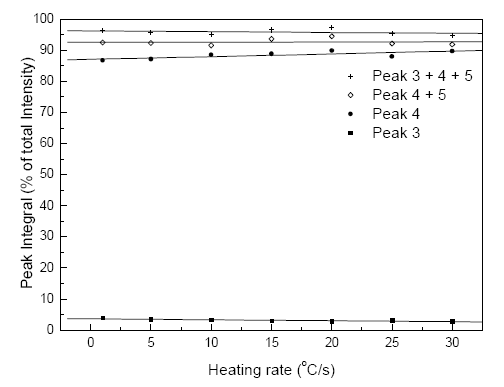 100
90
80
70
60
50
40
30
20
10
0
Peak Integral (% of total Intensity)
Peak 3 + 4 + 5
Peak 4 + 5
Peak 4
Peak 3
0 5 10 15 20 25 30
Heating rate (°C/s)